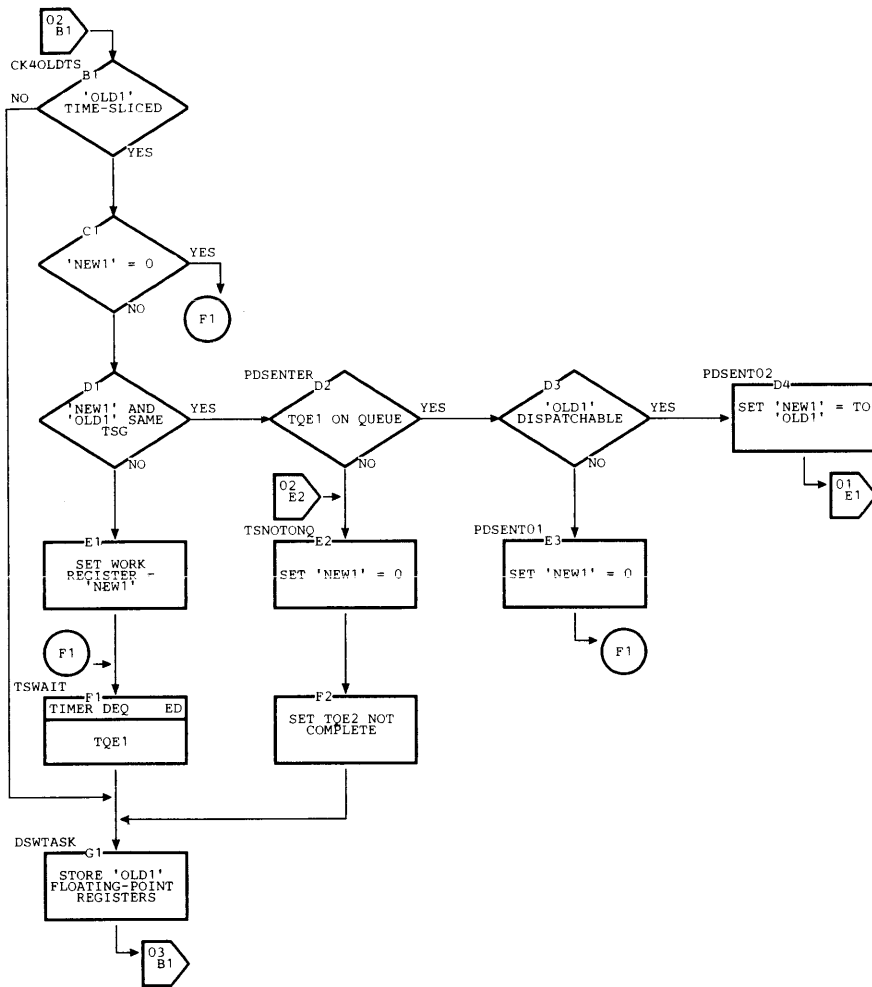 02
B1
CK4OLDTS
B1
'OLD1'
TIME-SLICED
NO
YES
C1
'NEW1' = 0
YES
NO
F1
D1
'NEW1' AND
'OLD1' SAME
TSG
YES
NO
PDSENTER
D2
TQE1 ON QUEUE
YES
NO
D3
'OLD1'
DISPATCHABLE
YES
NO
PDSENT02
D4
SET 'NEW1' = TO
'OLD1'
01
E1
02
E2
E1
SET WORK
REGISTER =
'NEW1'
TSNOTONQ
E2
SET 'NEW1' = 0
PDSENT01
E3
SET 'NEW1' = 0
F1
F1
TSWAIT
F1
TIMER DEQ ED
TQE1
F2
SET TQE2 NOT
COMPLETE
DSWTASK
G1
STORE 'OLD1'
FLOATING-POINT
REGISTERS
03
B1